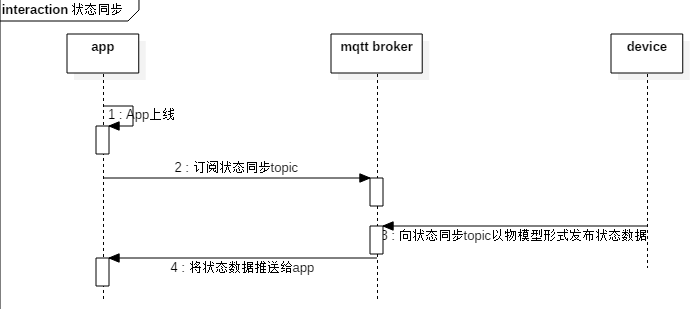 interaction 状态同步
app
mqtt broker
device
1 : App上线
2 : 订阅状态同步topic
3 : 向状态同步topic以物模型形式发布状态数据
4 : 将状态数据推送给app